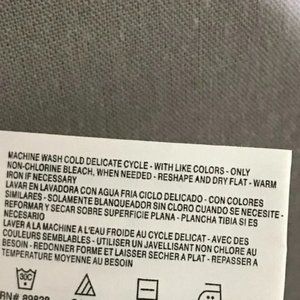 MACHINE WASH COLD DELICATE CYCLE - WITH LIKE COLORS - ONLY
NON-CHLORINE BLEACH, WHEN NEEDED - RESHAPE AND DRY FLAT - WARM
IRON IF NECESSARY
LAVAR EN LAVADORA CON AGUA FRIA CICLO DELICADO - CON COLORES
SIMILARES - SOLAMENTE BLANQUEADOR SIN CLORO CUANDO SE NECESITE -
REFORMAR Y SECAR SOBRE SUPERFICIE PLANA - PLANCHA TIBIA SI ES
NECESARIO
LAVER A LA MACHINE A L'EAU FROIDE AU CYCLE DELICAT - AVEC DES
COULEURS SEMBLABLES - UTILISER UN JAVELLISANT NON CHLORE AU
BESOIN - REDONNER FORME ET LAISSER SECHER A PLAT - REPASSER A
TEMPERATURE MOYENNE AU BESOIN
30C
RN# 89828